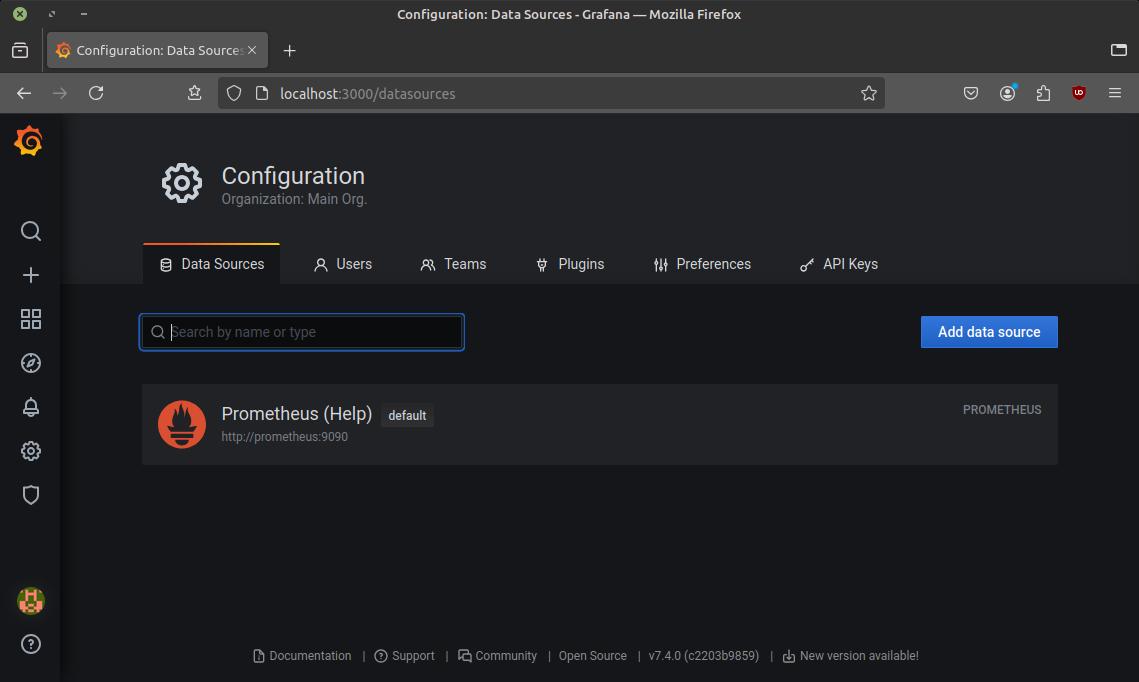 Configuration: Data Sources - Grafana — Mozilla Firefox
Configuration: Data Sources
localhost:3000/datasources
Configuration
Organization: Main Org.
Data Sources Users Teams Plugins Preferences API Keys
Search by name or type Add data source
Prometheus (Help) default PROMETHEUS
http://prometheus:9090
Documentation | Support | Community | Open Source | v7.4.0 (c2203b9859) | New version available!